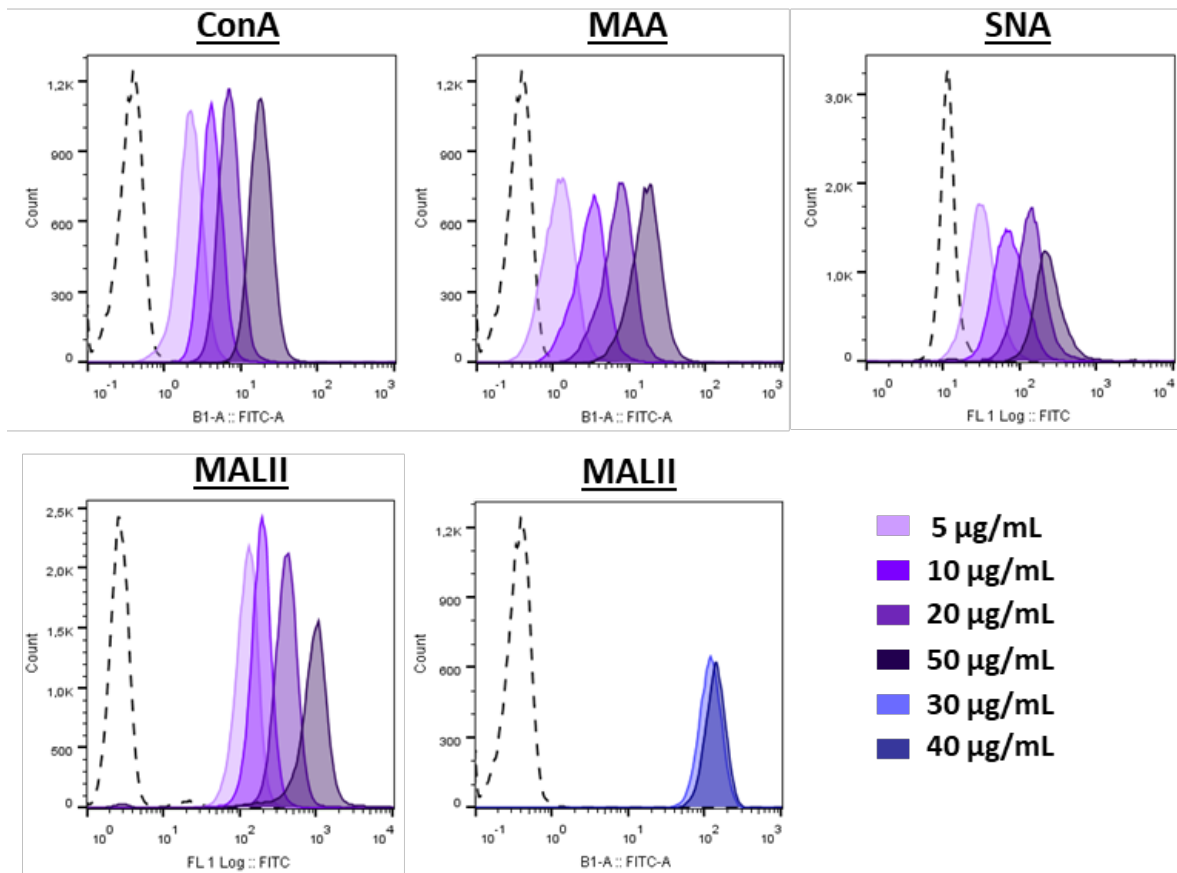 ConA
1,2K
900
600
300
0
Count
10-1
100
101
102
103
B1-A :: FITC-A
MAA
1,2K
900
600
300
0
Count
10-1
100
101
102
103
B1-A :: FITC-A
SNA
3,0K
2,0K
1,0K
0
Count
100
101
102
103
104
FL 1 Log :: FITC
MALII
2,5K
2,0K
1,5K
1,0K
500
0
Count
100
101
102
103
104
FL 1 Log :: FITC
MALII
1,2K
900
600
300
0
Count
10-1
100
101
102
103
B1-A :: FITC-A
5 µg/mL
10 µg/mL
20 µg/mL
50 µg/mL
30 µg/mL
40 µg/mL